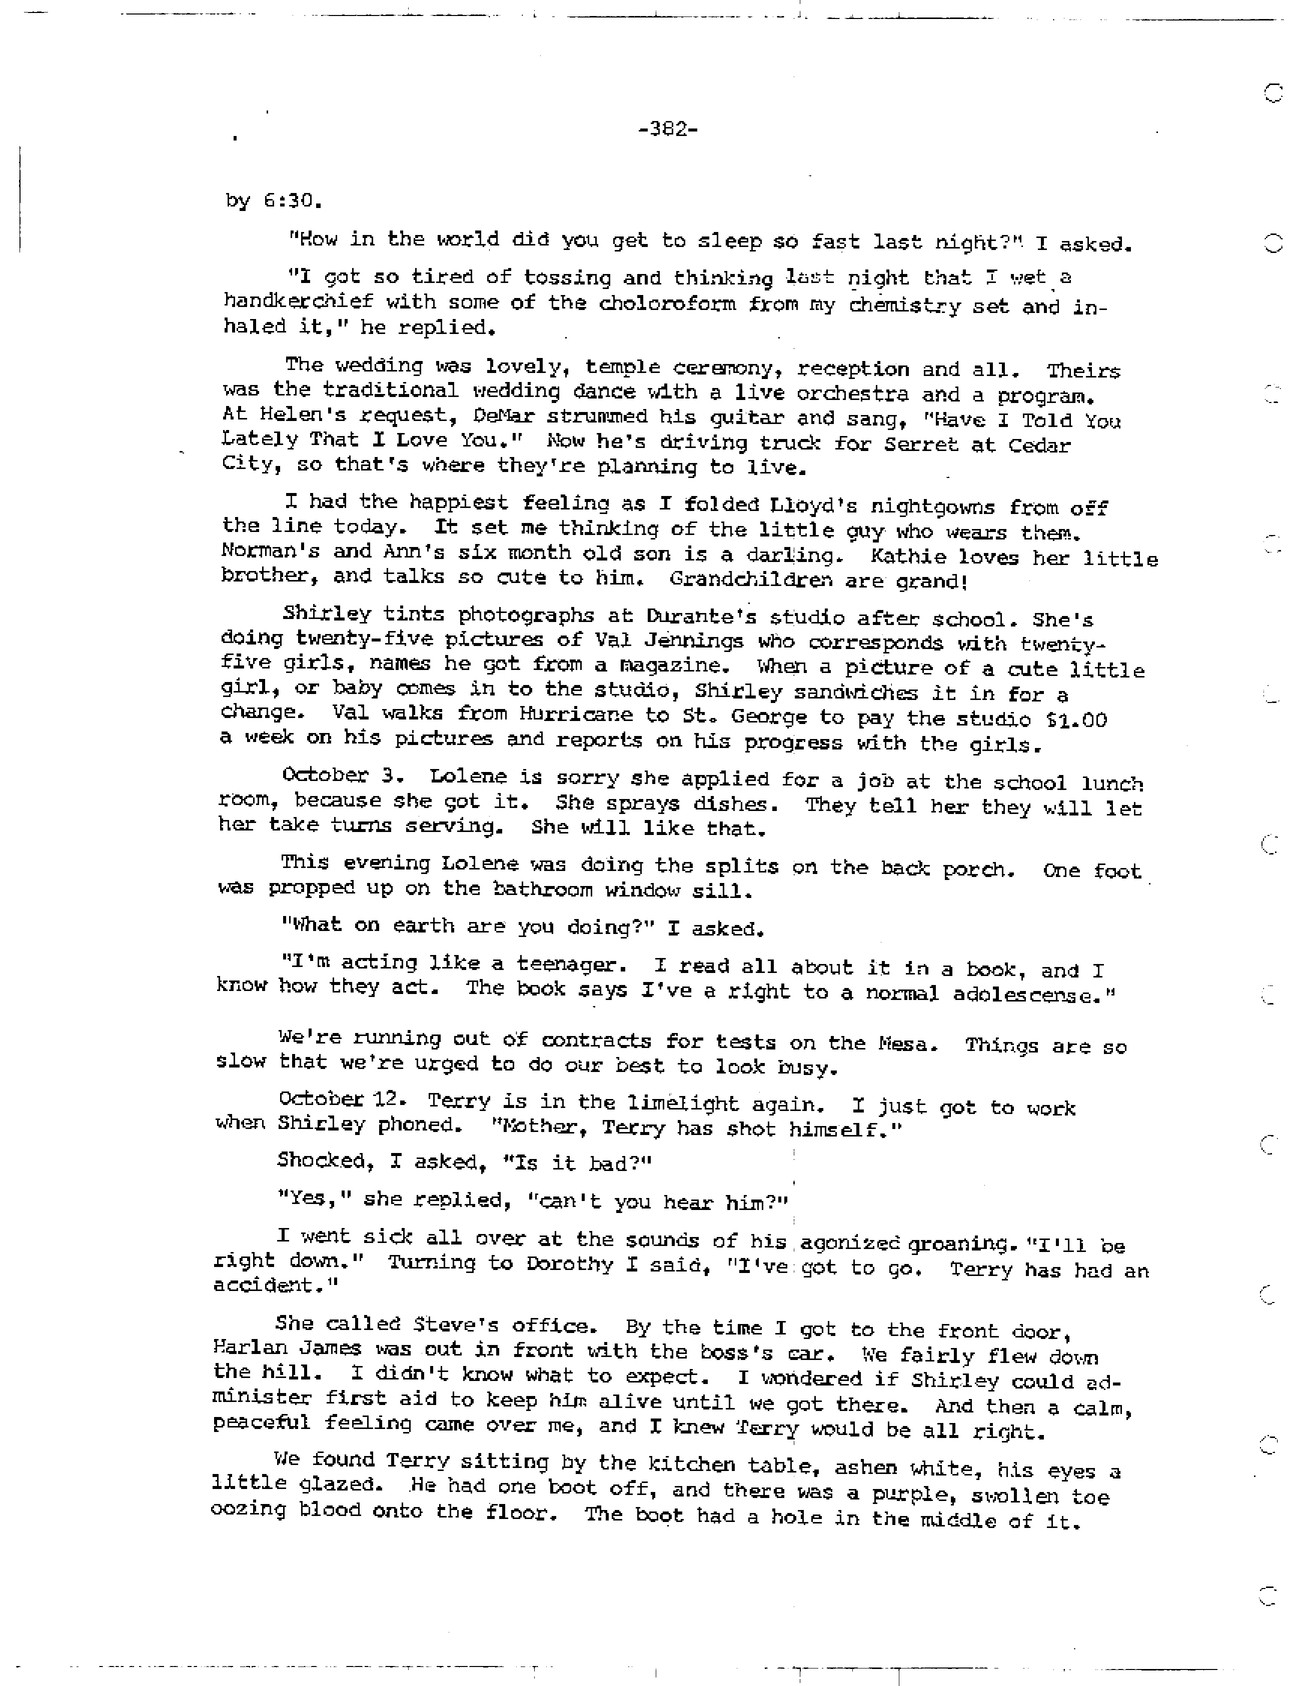 -382-
by 6:30.
"How in the world did you get to sleep so fast last night?" I asked.
"I got so tired of tossing and thinking last night that I wet a
handkerchief with some of the choloroform from my chemistry set and in-
haled it," he replied.
The wedding was lovely, temple ceremony, reception and all. Theirs
was the traditional wedding dance with a live orchestra and a program.
At Helen's request, DeMar strummed his guitar and sang, "Have I Told You
Lately That I Love You." Now he's driving truck for Serret at Cedar
City, so that's where they're planning to live.
I had the happiest feeling as I folded Lloyd's nightgowns from off
the line today. It set me thinking of the little guy who wears them.
Norman's and Ann's six month old son is a darling. Kathie loves her little
brother, and talks so cute to him. Grandchildren are grand!
Shirley tints photographs at Durante's studio after school. She's
doing twenty-five pictures of Val Jennings who corresponds with twenty-
five girls, names he got from a magazine. When a picture of a cute little
girl, or baby comes in to the studio, Shirley sandwiches it in for a
change. Val walks from Hurricane to St. George to pay the studio $1.00
a week on his pictures and reports on his progress with the girls.
October 3. Lolene is sorry she applied for a job at the school lunch
room, because she got it. She sprays dishes. They tell her they will let
her take turns serving. She will like that.
This evening Lolene was doing the splits on the back porch. One foot
was propped up on the bathroom window sill.
"What on earth are you doing?" I asked.
"I'm acting like a teenager. I read all about it in a book, and I
know how they act. The book says I've a right to a normal adolescense."
We're running out of contracts for tests on the Mesa. Things are so
slow that we're urged to do our best to look busy.
October 12. Terry is in the limelight again. I just got to work
when Shirley phoned. "Mother, Terry has shot himself."
Shocked, I asked, "Is it bad?"
"Yes," she replied, "can't you hear him?"
I went sick all over at the sounds of his agonized groaning. "I'll be
right down." Turning to Dorothy I said, "I've got to go. Terry has had an
accident."
She called Steve's office. By the time I got to the front door,
Harlan James was out in front with the boss's car. We fairly flew down
the hill. I didn't know what to expect. I wondered if Shirley could ad-
minister first aid to keep him alive until we got there. And then a calm,
peaceful feeling came over me, and I knew Terry would be all right.
We found Terry sitting by the kitchen table, ashen white, his eyes a
little glazed. He had one boot off, and there was a purple, swollen toe
oozing blood onto the floor. The boot had a hole in the middle of it.